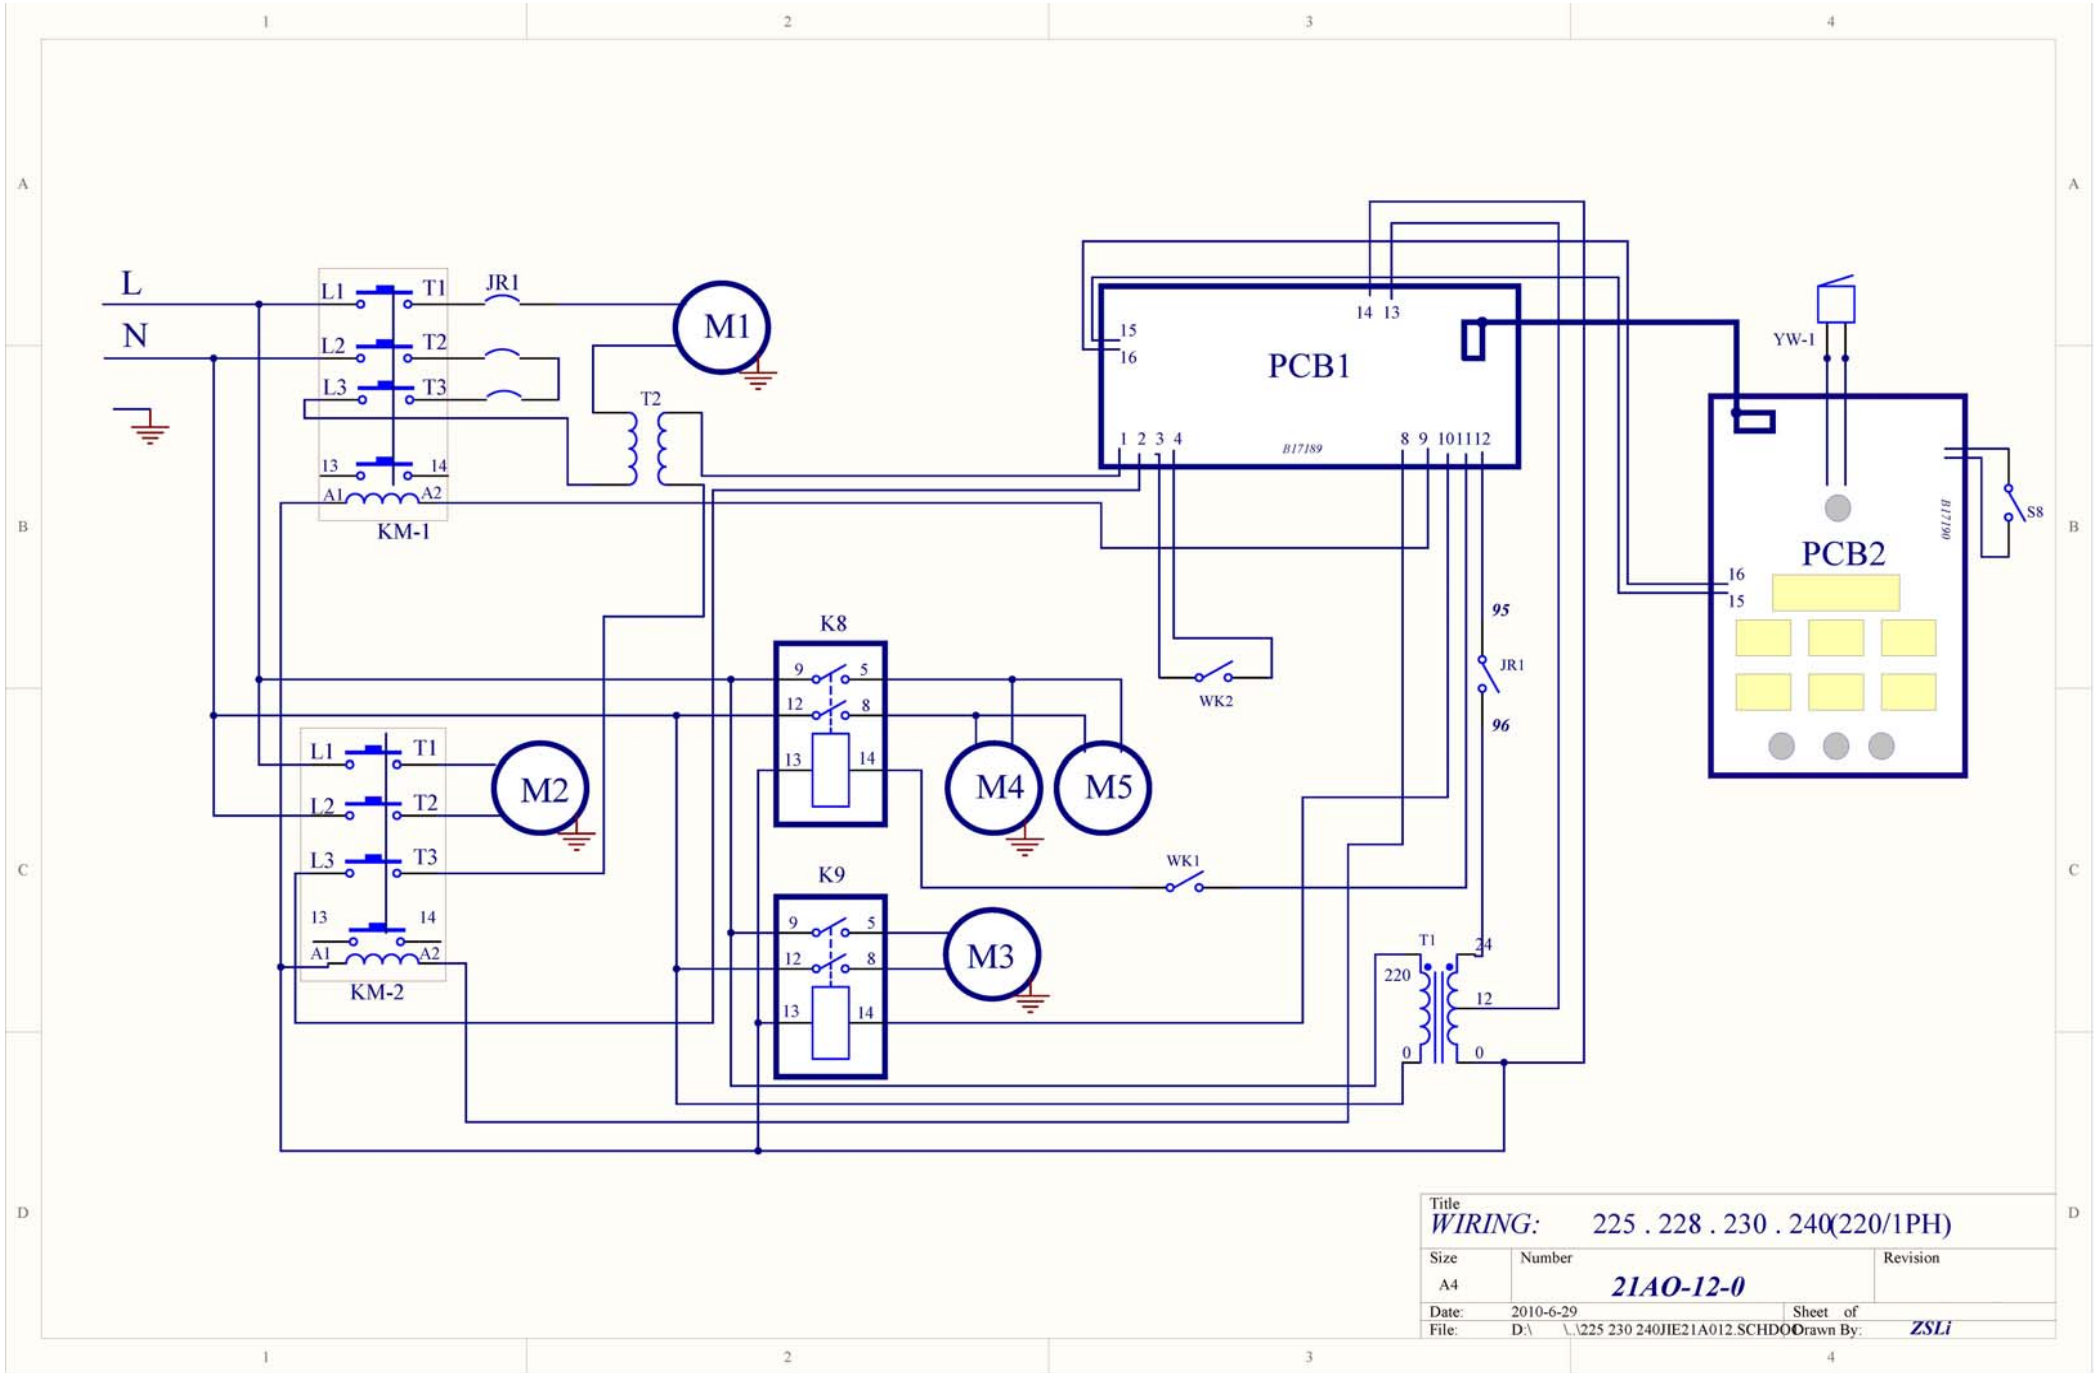 1 2 3 4
A A
L
N
L1 T1 JR1
L2 T2
L3 T3
13 14
A1 A2
KM-1
M1
T2
14 13
15
16
PCB1
1 2 3 4 8 9 10 11 12
B17189
YW-1
B B
S8
B17190
PCB2
16
15
95
JR1
96
WK2
K8
9 5
12 8
13 14
L1 T1
L2 T2
L3 T3
13 14
A1 A2
KM-2
M2
M4
M5
C C
WK1
K9
9 5
12 8
13 14
M3
T1 24
220
12
0 0
D D
Title
WIRING: 225 . 228 . 230 . 240(220/1PH)
Size Number Revision
A4 21AO-12-0
Date: 2010-6-29 Sheet of
File: D:\ \..\225 230 240JIE21A012.SCHDOC Drawn By: ZSLi
1 2 3 4